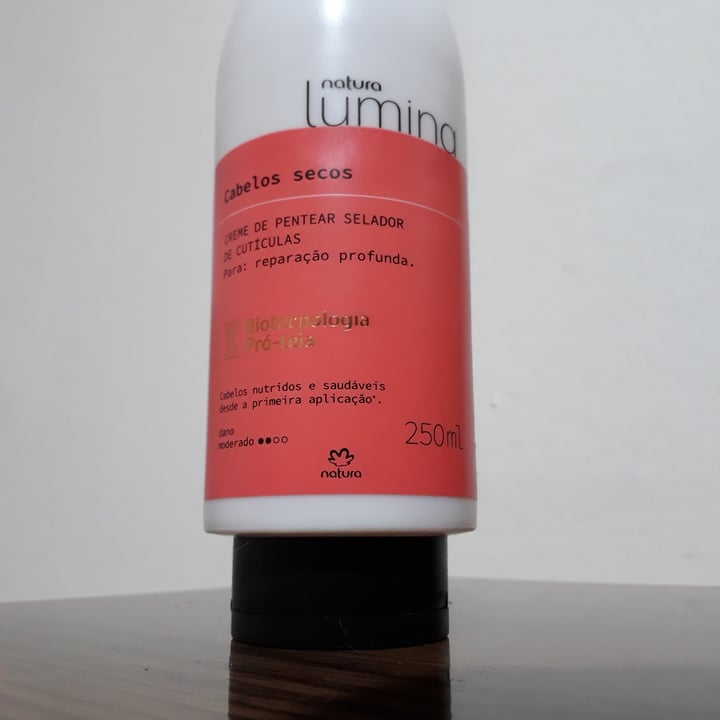 natura
lumina
Cabelos secos
CREME DE PENTEAR SELADOR
DE CUTÍCULAS
Para: reparação profunda.
Biotecnologia
Pró-teia
Cabelos nutridos e saudáveis
desde a primeira aplicação*.
dano
moderado
250ml
natura